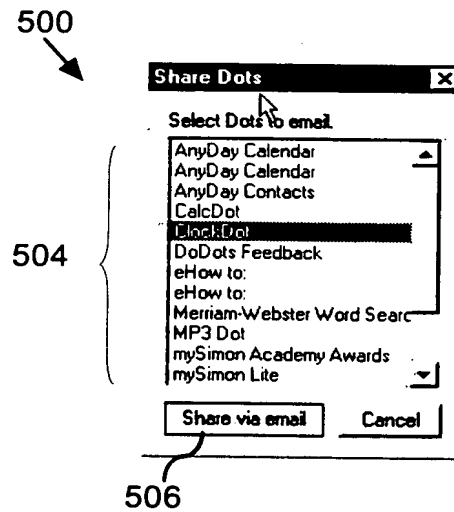 500
Share Dots
Select Dots to email.
AnyDay Calendar
AnyDay Calendar
AnyDay Contacts
CalcDot
ClockDot
DoDots Feedback
eHow to:
eHow to:
Merriam-Webster Word Searc
MP3 Dot
mySimon Academy Awards
mySimon Lite
504
Share via email Cancel
506